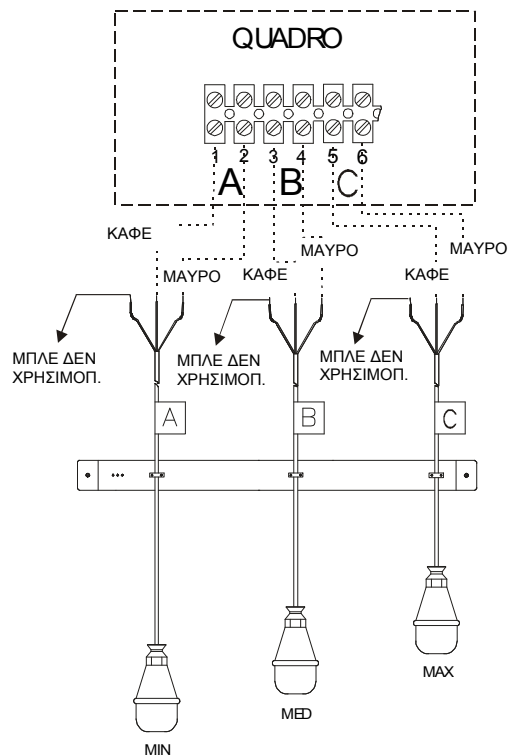 QUADRO
1 2 3 4 5 6
A B C
ΚΑΦΕ
ΜΑΥΡΟ
ΚΑΦΕ
ΜΑΥΡΟ
ΚΑΦΕ
ΜΑΥΡΟ
ΜΠΛΕ ΔΕΝ
ΧΡΗΣΙΜΟΠ.
ΜΠΛΕ ΔΕΝ
ΧΡΗΣΙΜΟΠ.
ΜΠΛΕ ΔΕΝ
ΧΡΗΣΙΜΟΠ.
A
B
C
MIN
MED
MAX